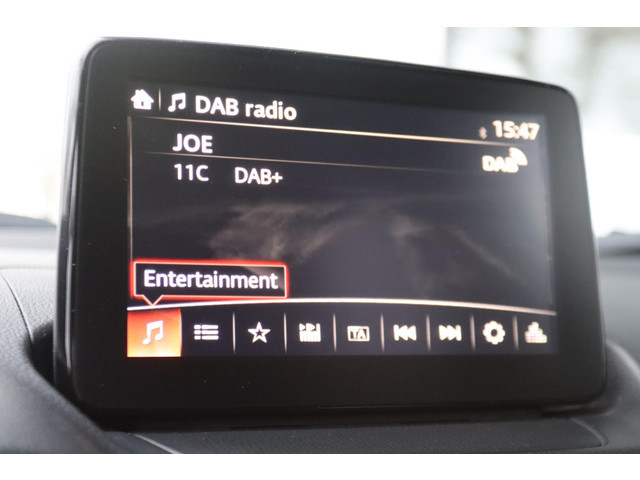 DAB radio
15:47
JOE
DAB
11C DAB+
Entertainment
TA